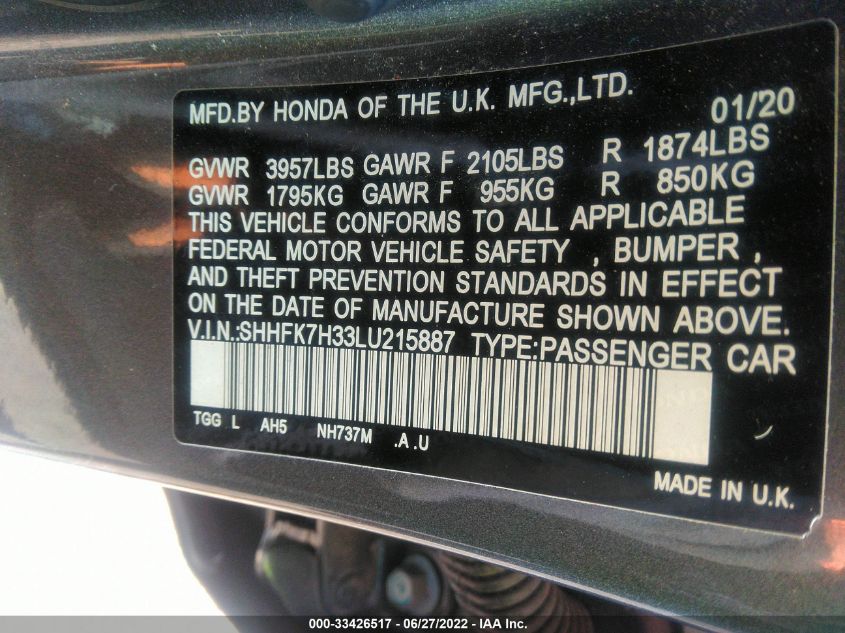 MFD.BY HONDA OF THE U.K. MFG.,LTD. 01/20
GVWR 3957LBS GAWR F 2105LBS R 1874LBS
GVWR 1795KG GAWR F 955KG R 850KG
THIS VEHICLE CONFORMS TO ALL APPLICABLE
FEDERAL MOTOR VEHICLE SAFETY , BUMPER ,
AND THEFT PREVENTION STANDARDS IN EFFECT
ON THE DATE OF MANUFACTURE SHOWN ABOVE.
V.I.N.:SHHFK7H33LU215887 TYPE:PASSENGER CAR
TGG L AH5 NH737M .A .U
MADE IN U.K.
000-33426517 — 06/27/2022 — IAA Inc.